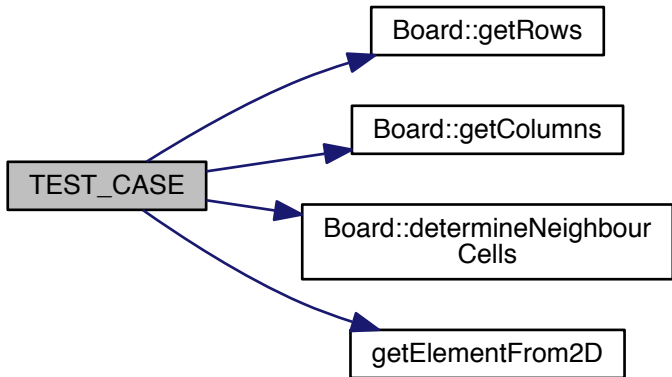 Board::getRows
Board::getColumns
TEST_CASE
Board::determineNeighbour
Cells
getElementFrom2D